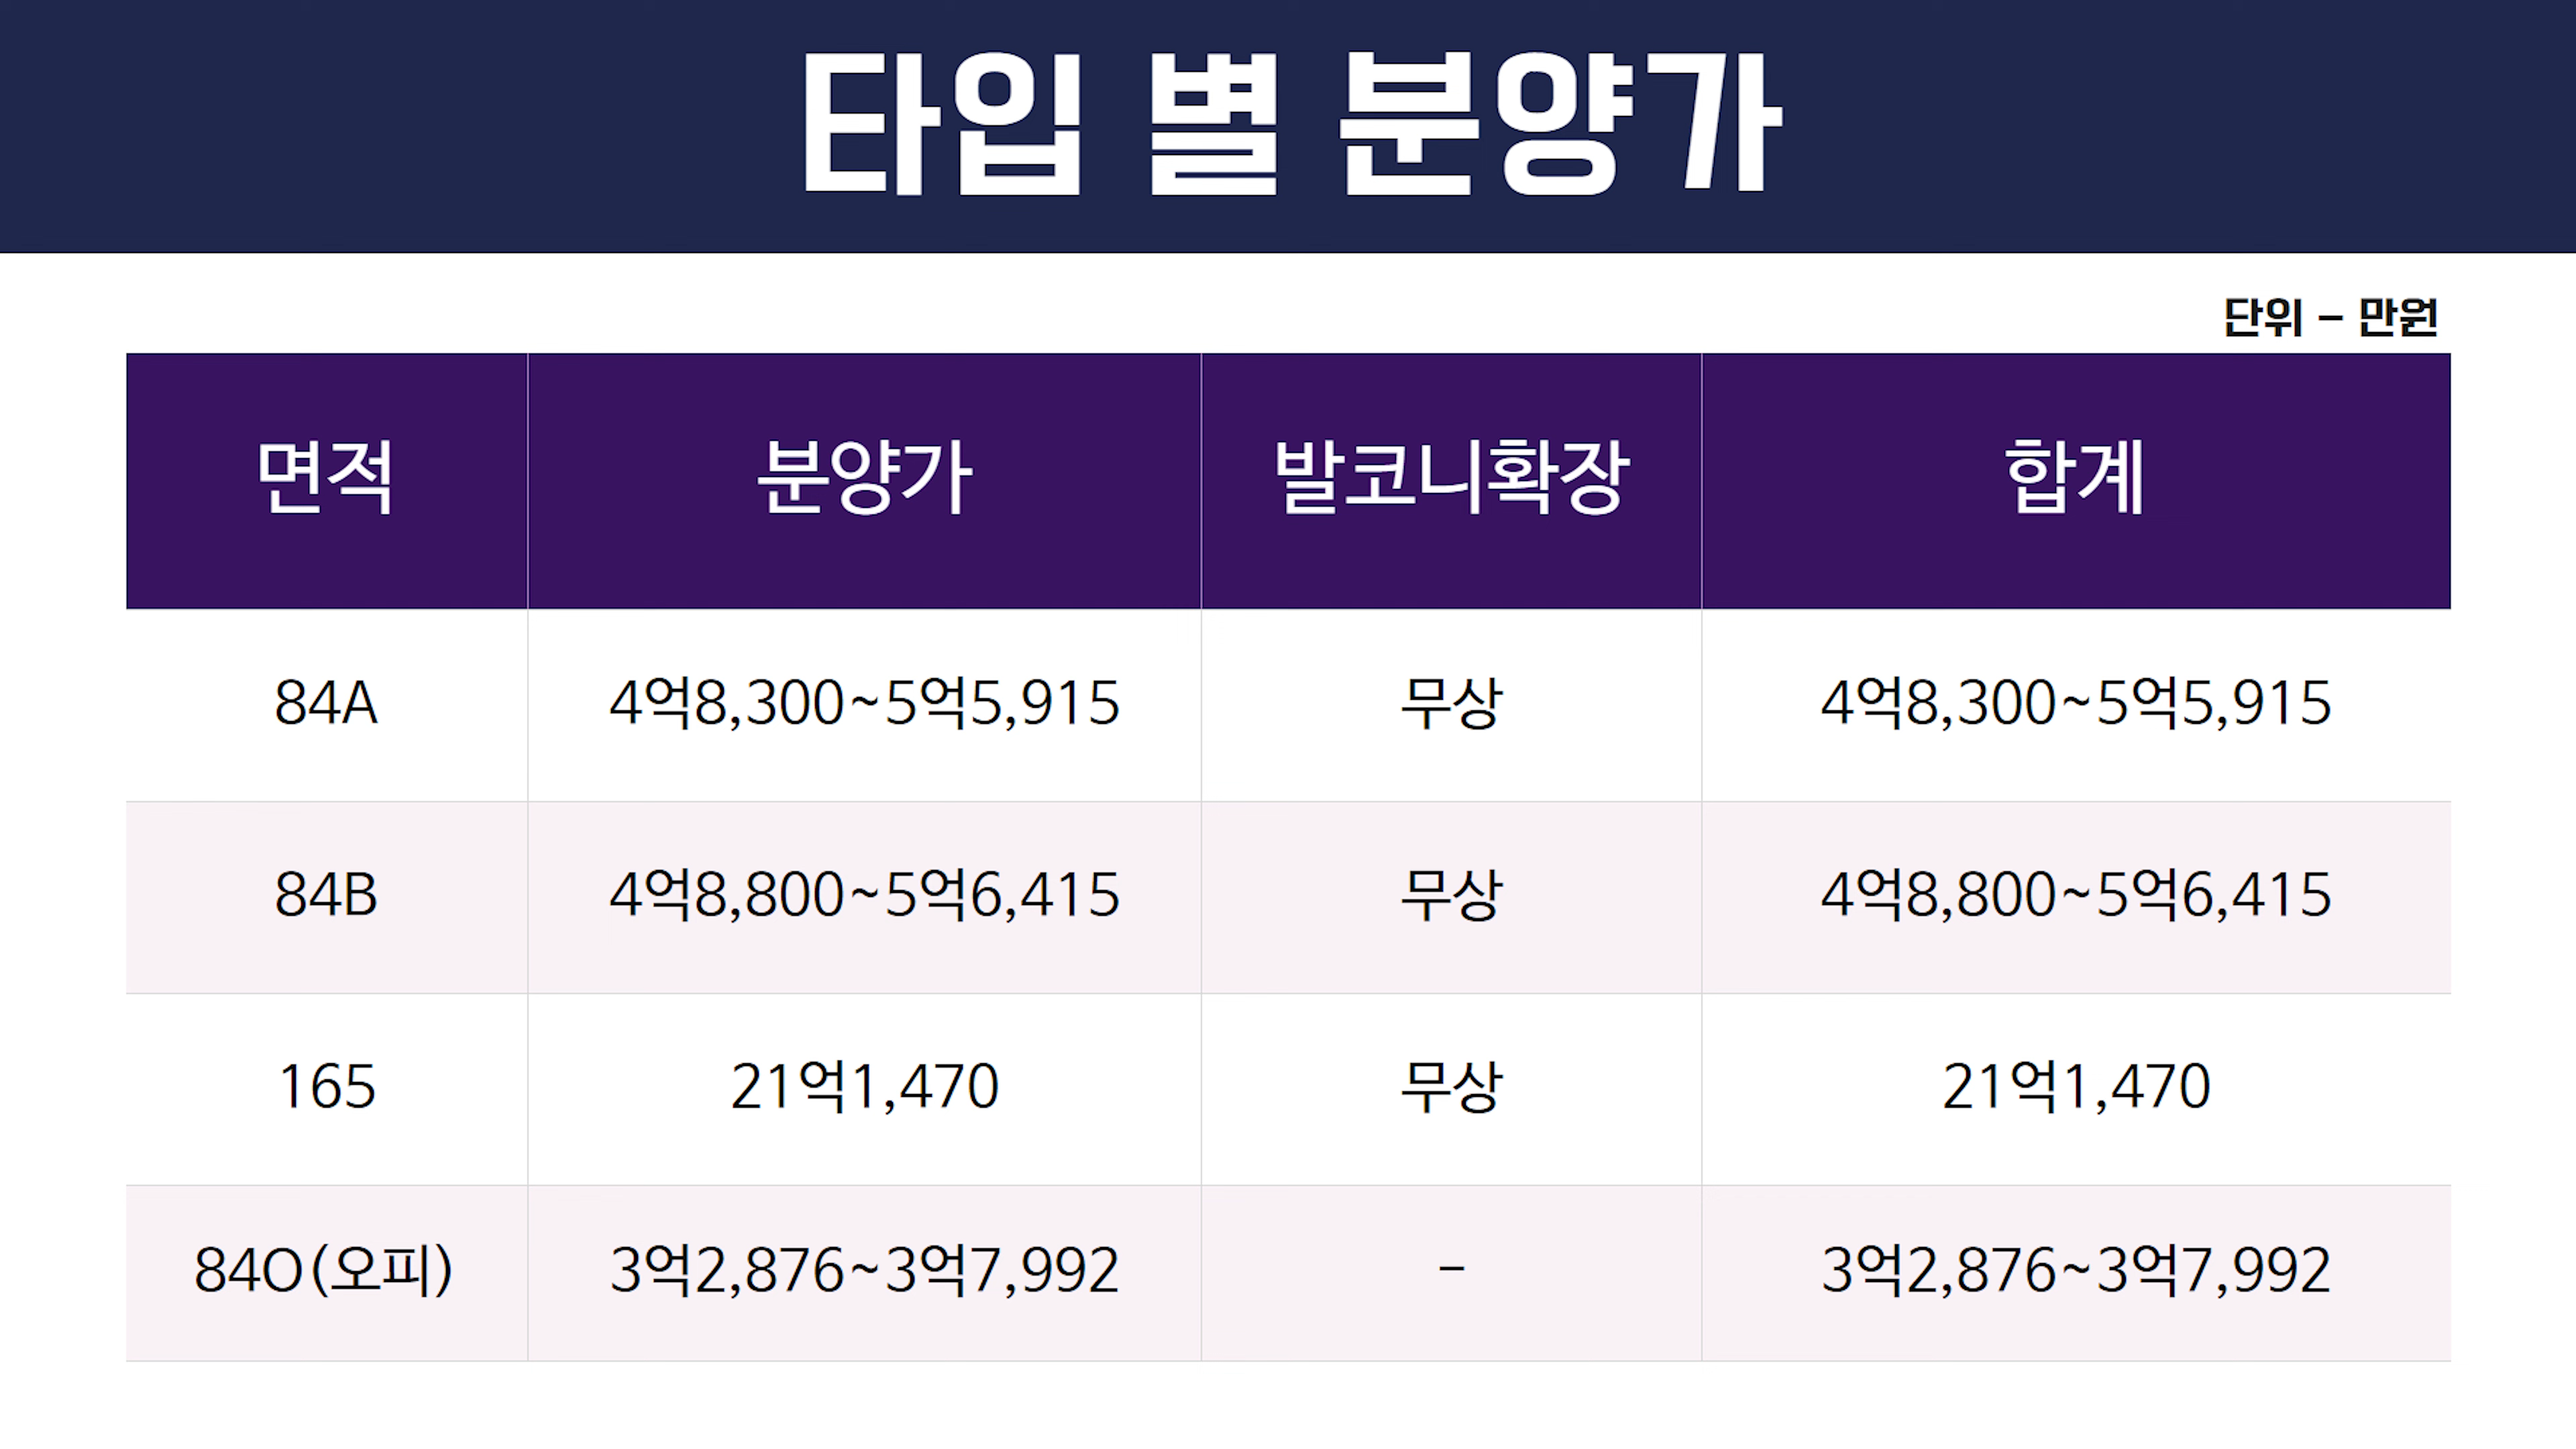 타입 별 분양가
단위 - 만원
면적 분양가 발코니확장 합계
84A 4억8,300~5억5,915 무상 4억8,300~5억5,915
84B 4억8,800~5억6,415 무상 4억8,800~5억6,415
165 21억1,470 무상 21억1,470
84O(오피) 3억2,876~3억7,992 - 3억2,876~3억7,992